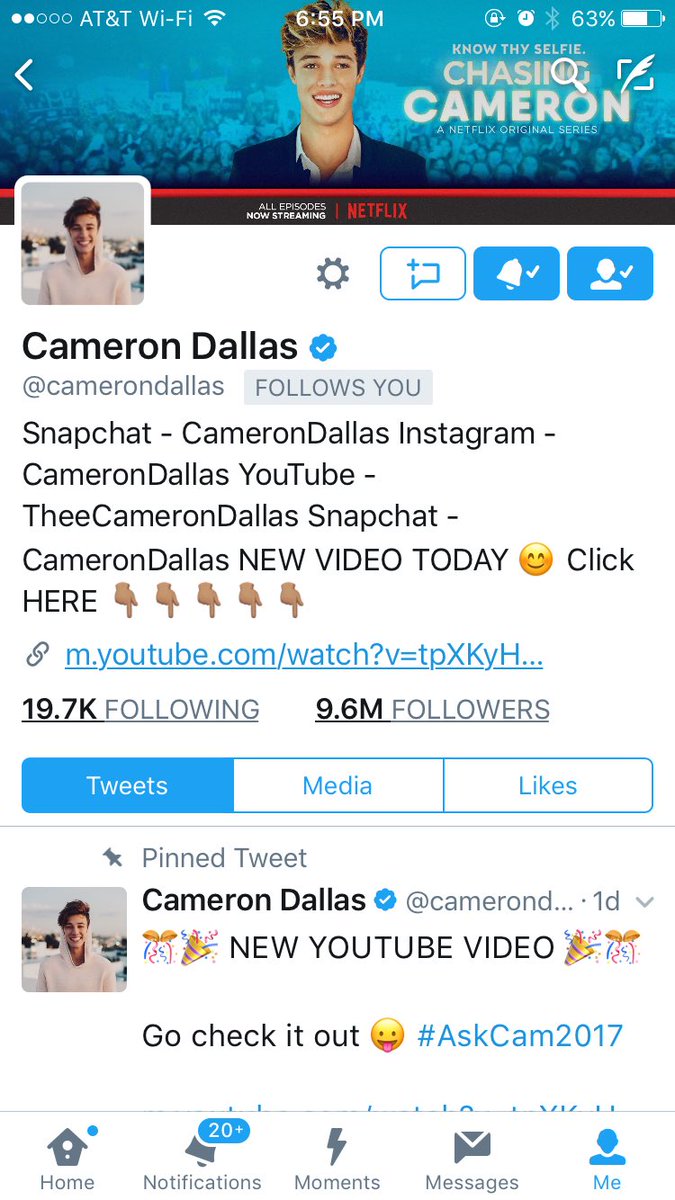 AT&T Wi-Fi 6:55 PM 63%
KNOW THY SELFIE.
CHASING
CAMERON
A NETFLIX ORIGINAL SERIES
ALL EPISODES
NOW STREAMING | NETFLIX
Cameron Dallas
@camerondallas FOLLOWS YOU
Snapchat - CameronDallas Instagram -
CameronDallas YouTube -
TheeCameronDallas Snapchat -
CameronDallas NEW VIDEO TODAY 😊 Click
HERE 👇🏽👇🏽👇🏽👇🏽👇🏽
m.youtube.com/watch?v=tpXKyH...
19.7K FOLLOWING 9.6M FOLLOWERS
Tweets Media Likes
Pinned Tweet
Cameron Dallas @camerond... · 1d
🎊🎉 NEW YOUTUBE VIDEO 🎉🎊
Go check it out 😛 #AskCam2017
20+
Home Notifications Moments Messages Me